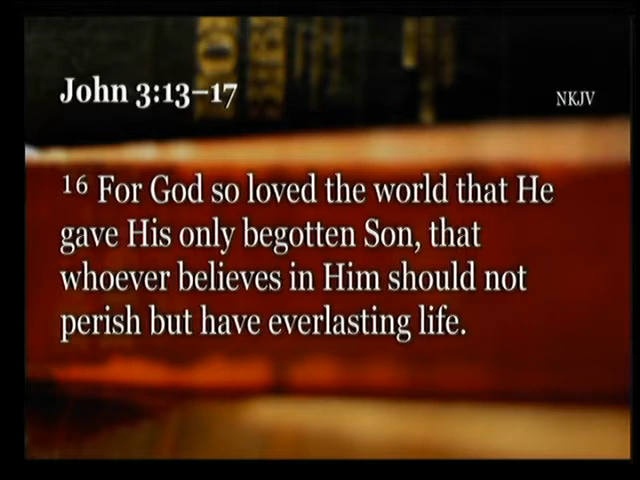 John 3:13–17
NKJV
16 For God so loved the world that He
gave His only begotten Son, that
whoever believes in Him should not
perish but have everlasting life.